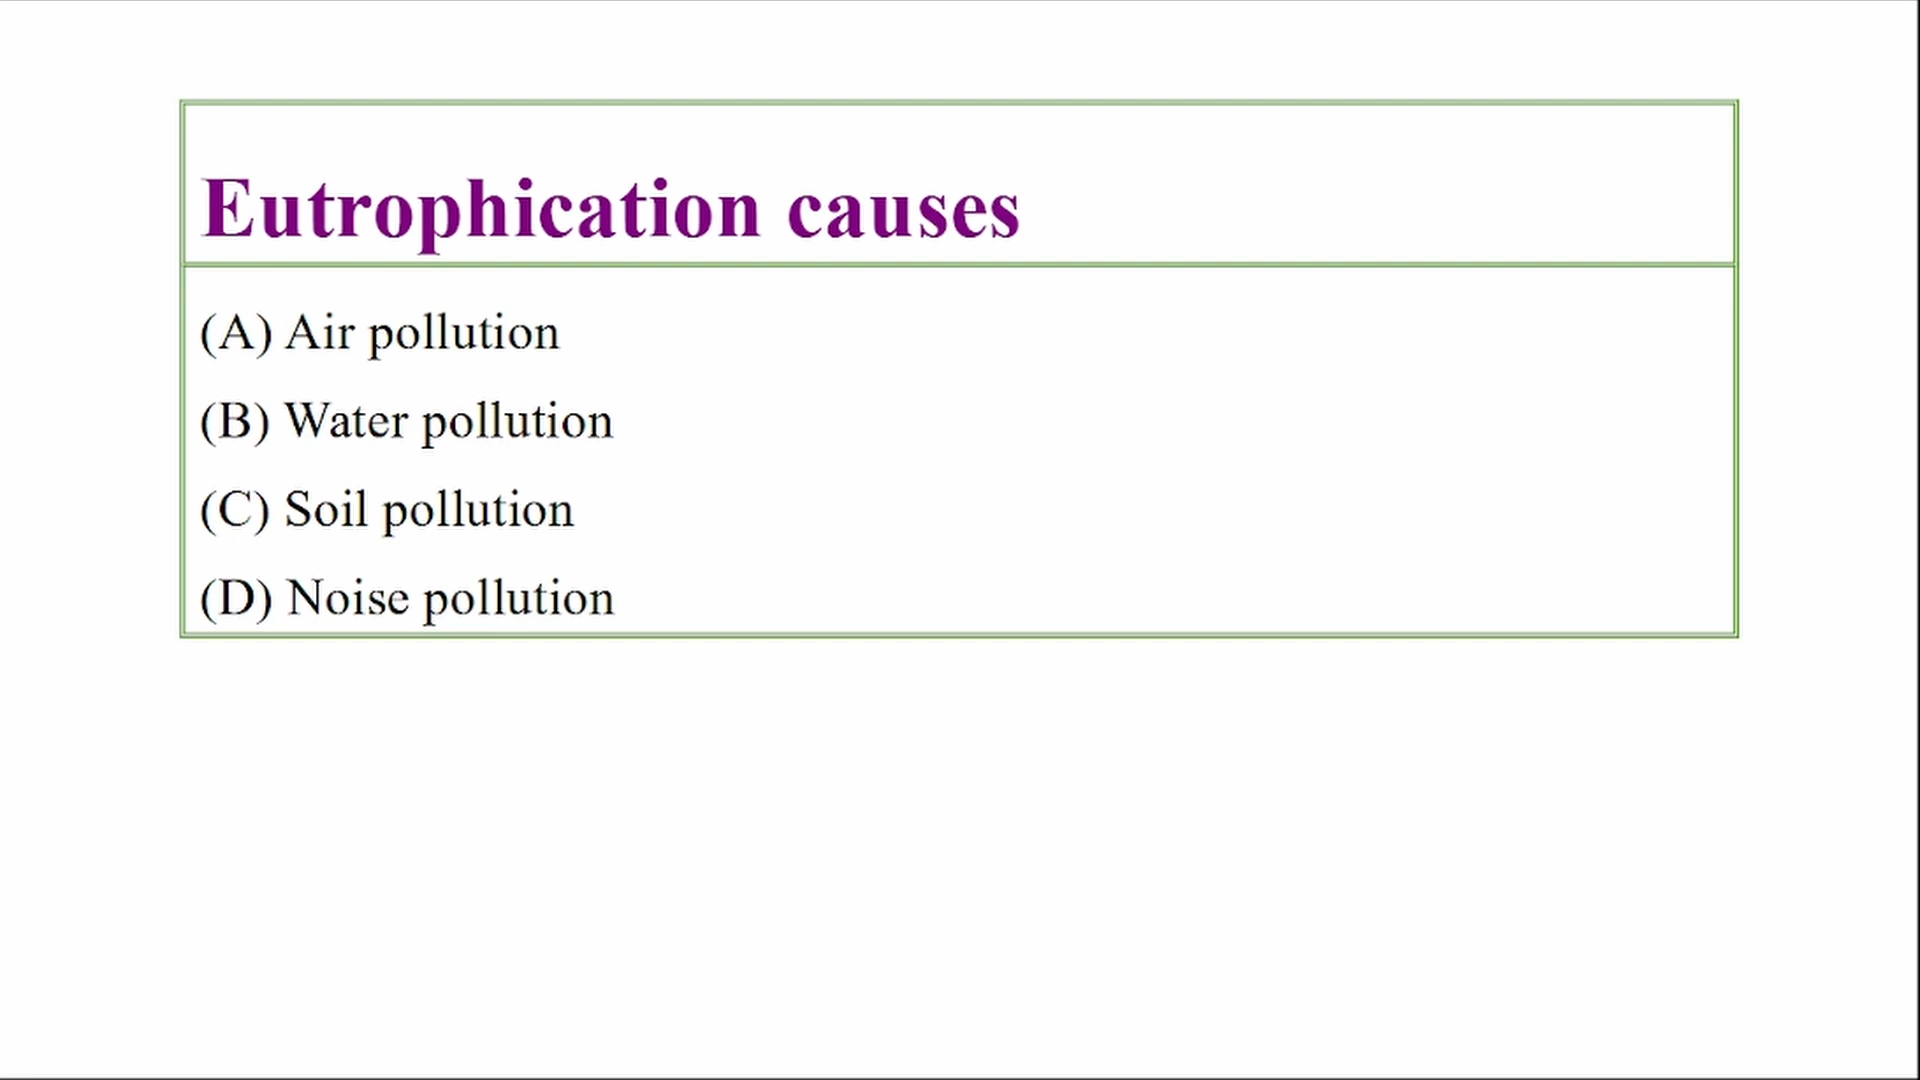 Eutrophication causes
(A) Air pollution
(B) Water pollution
(C) Soil pollution
(D) Noise pollution